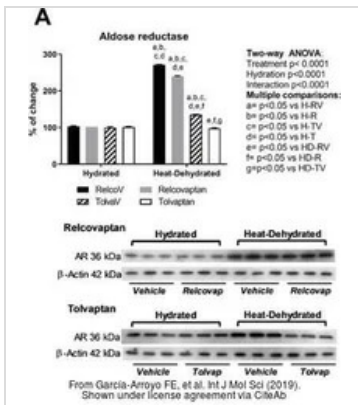 A
Aldose reductase
% of change
300
200
100
0
a,b,
c,d
a,b,c,
d,e
a,b,c,
d,e,f
e,f,g
Hydrated
Heat-Dehydrated
RelcoV
Relcovaptan
TolvaV
Tolvaptan
Two-way ANOVA:
Treatment p< 0.0001
Hydration p<0.0001
Interaction p<0.0001
Multiple comparisons:
a= p<0.05 vs H-RV
b= p<0.05 vs H-R
c= p<0.05 vs H-TV
d= p<0.05 vs H-T
e= p<0.05 vs HD-RV
f= p<0.05 vs HD-R
g=p<0.05 vs HD-TV
Relcovaptan
Hydrated
Heat-Dehydrated
AR 36 kDa
β-Actin 42 kDa
Vehicle
Relcovap
Vehicle
Relcovap
Tolvaptan
Hydrated
Heat-Dehydrated
AR 36 kDa
β-Actin 42 kDa
Vehicle
Tolvap
Vehicle
Tolvap
From García-Arroyo FE, et al. Int J Mol Sci (2019).
Shown under license agreement via CiteAb